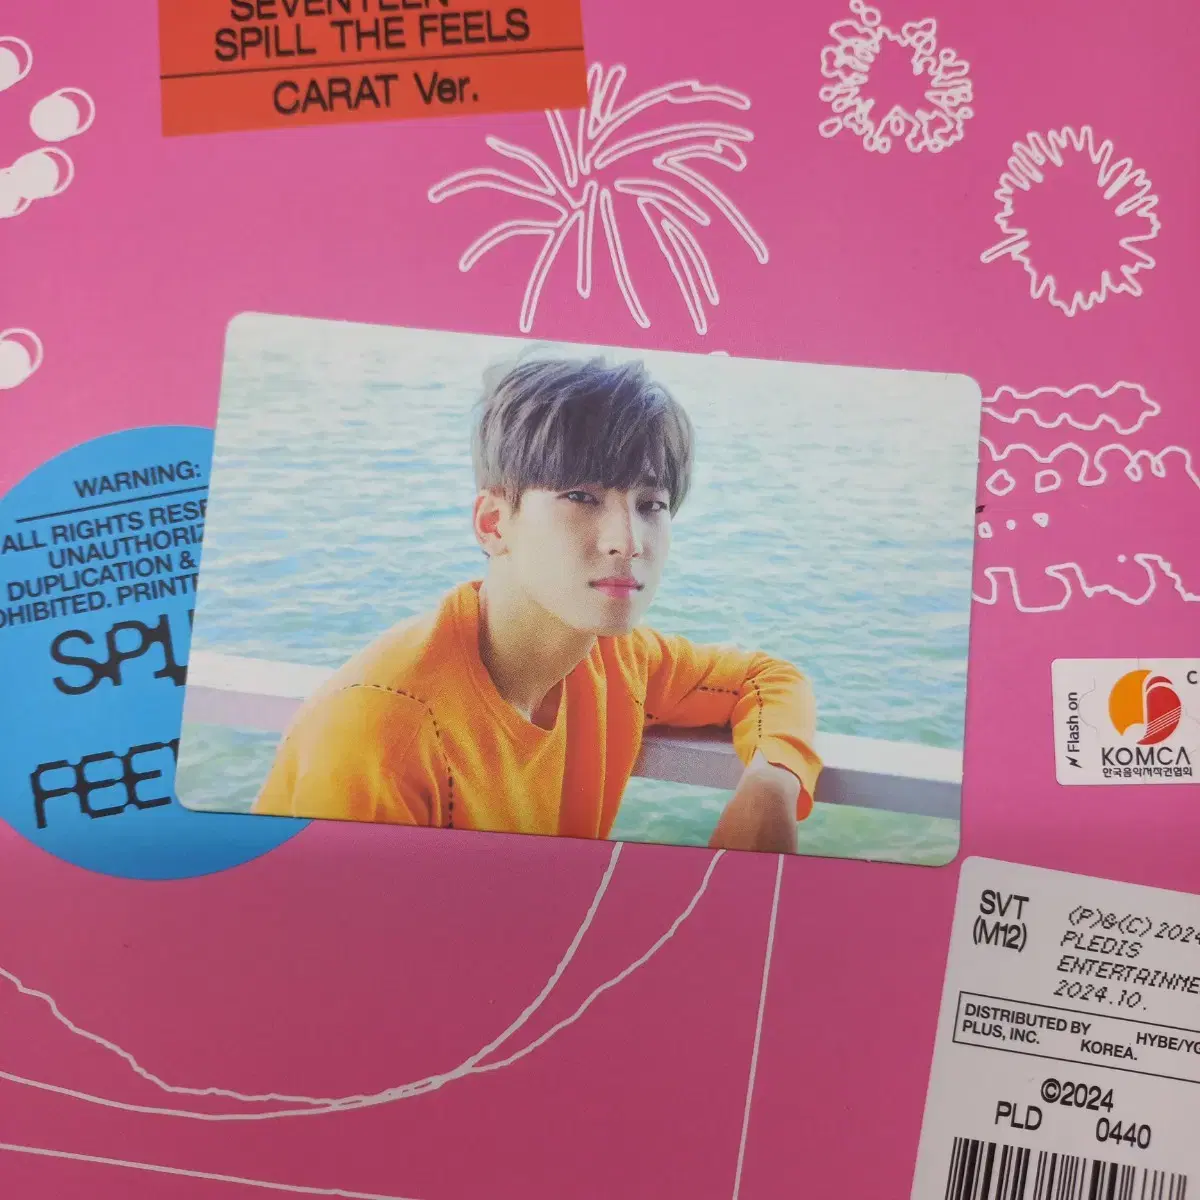 SEVENTEEN
SPILL THE FEELS
CARAT Ver.
WARNING:
ALL RIGHTS RES
UNAUTHORIZ
DUPLICATION &
OHIBITED. PRINTE
SPILL
FEE
Flash on
C
KOMCA
한국음악저작권협회
SVT
(M12)
(P)&(C) 2024
PLEDIS
ENTERTAINME
2024.10.
DISTRIBUTED BY HYBE/YG
PLUS, INC. KOREA.
©2024
PLD 0440